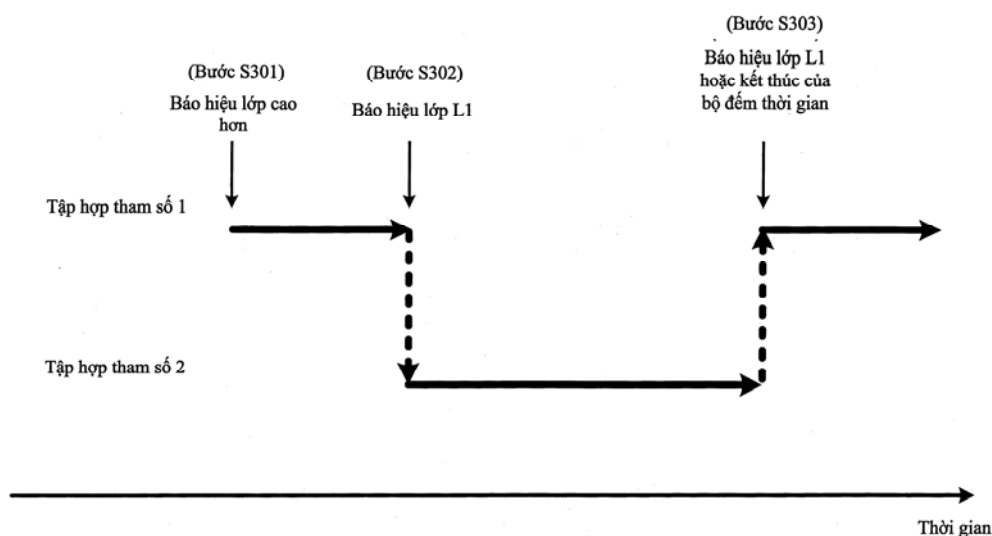 (Bước S301)
Báo hiệu lớp cao
hơn
(Bước S302)
Báo hiệu lớp L1
(Bước S303)
Báo hiệu lớp L1
hoặc kết thúc của
bộ đếm thời gian
Tập hợp tham số 1
Tập hợp tham số 2
Thời gian